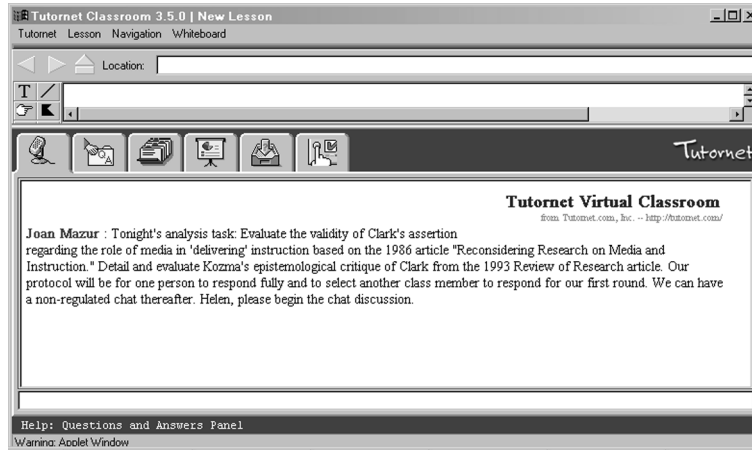 Tutornet Classroom 3.5.0 | New Lesson
Tutornet Lesson Navigation Whiteboard
Location:
T
QA
Tutornet
Tutornet Virtual Classroom
from Tutornet.com, Inc. -- http://tutornet.com/
Joan Mazur : Tonight's analysis task: Evaluate the validity of Clark's assertion
regarding the role of media in 'delivering' instruction based on the 1986 article "Reconsidering Research on Media and
Instruction." Detail and evaluate Kozma's epistemological critique of Clark from the 1993 Review of Research article. Our
protocol will be for one person to respond fully and to select another class member to respond for our first round. We can have
a non-regulated chat thereafter. Helen, please begin the chat discussion.
Help: Questions and Answers Panel
Warning: Applet Window